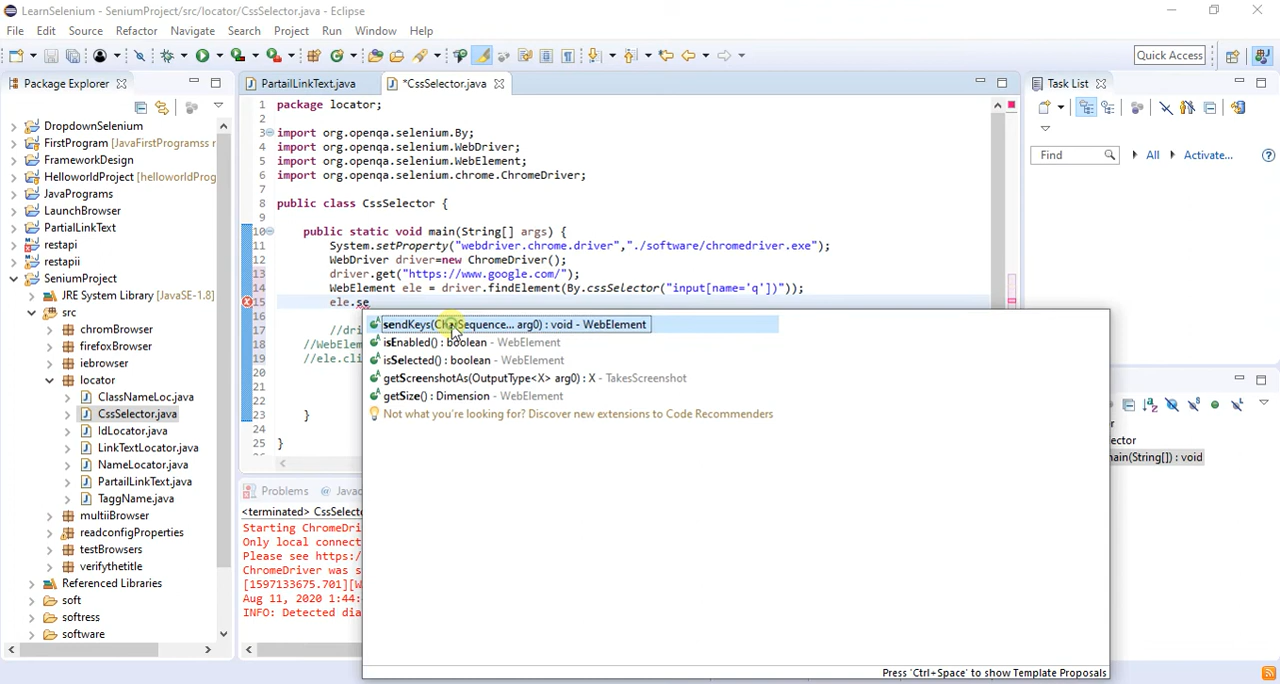 LearnSelenium - SeniumProject/src/locator/CssSelector.java - Eclipse
File Edit Source Refactor Navigate Search Project Run Window Help
Quick Access
Package Explorer
PartailLinkText.java
*CssSelector.java
Task List
DropdownSelenium
FirstProgram [JavaFirstProgramss r
FrameworkDesign
HelloworldProject [helloworldProg
JavaPrograms
LaunchBrowser
PartialLinkText
restapi
restapii
SeniumProject
JRE System Library [JavaSE-1.8]
src
chromBrowser
firefoxBrowser
iebrowser
locator
ClassNameLoc.java
CssSelector.java
IdLocator.java
LinkTextLocator.java
NameLocator.java
PartailLinkText.java
TaggName.java
multiiBrowser
readconfigProperties
testBrowsers
verifythetitle
Referenced Libraries
soft
softress
software
1 package locator;
2
3 import org.openqa.selenium.By;
4 import org.openqa.selenium.WebDriver;
5 import org.openqa.selenium.WebElement;
6 import org.openqa.selenium.chrome.ChromeDriver;
7
8 public class CssSelector {
9
10 public static void main(String[] args) {
11 System.setProperty("webdriver.chrome.driver","./software/chromedriver.exe");
12 WebDriver driver=new ChromeDriver();
13 driver.get("https://www.google.com/");
14 WebElement ele = driver.findElement(By.cssSelector("input[name='q'])"));
15 ele.se
16
17 //dri
18 //WebElem
19 //ele.cli
20
21
22
23 }
24
25 }
sendKeys(CharSequence... arg0) : void - WebElement
isEnabled() : boolean - WebElement
isSelected() : boolean - WebElement
getScreenshotAs(OutputType<X> arg0) : X - TakesScreenshot
getSize() : Dimension - WebElement
Not what you're looking for? Discover new extensions to Code Recommenders
Press 'Ctrl+Space' to show Template Proposals
Find
All
Activate...
ector
main(String[]) : void
Problems
@ Javac
<terminated> CssSelecto
Starting ChromeDri
Only local connect
Please see https:/
ChromeDriver was s
[1597133675.701][W
Aug 11, 2020 1:44:
INFO: Detected dia